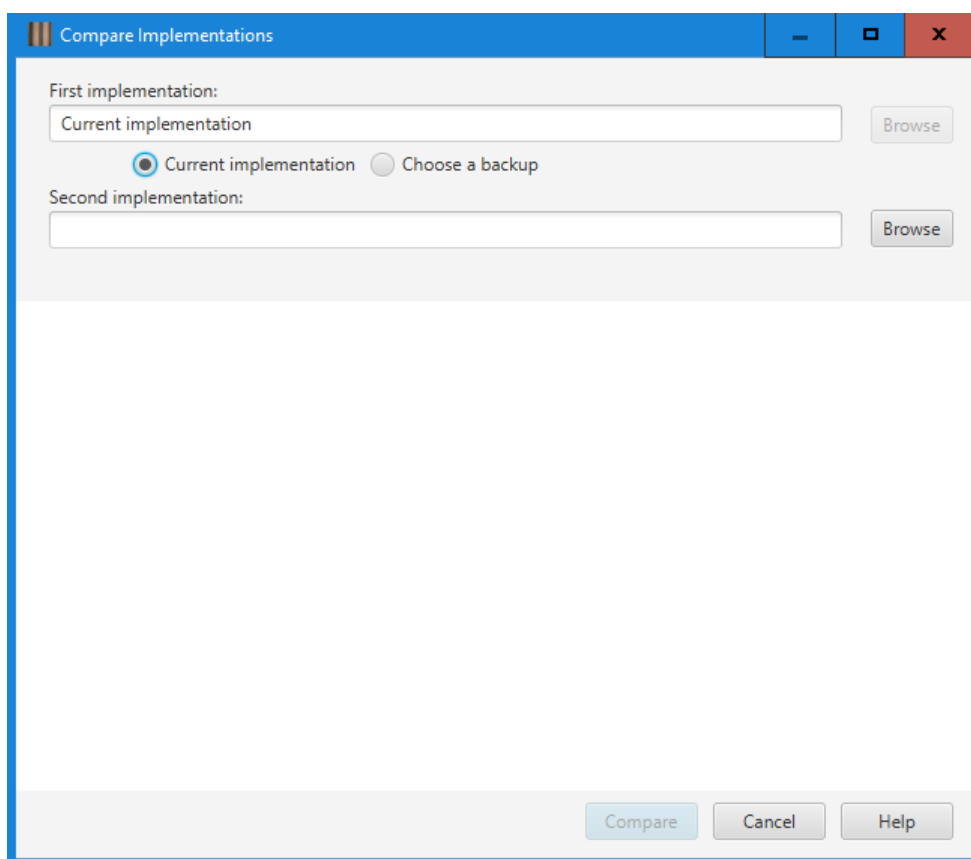 Compare Implementations
First implementation:
Current implementation
Browse
Current implementation Choose a backup
Second implementation:
Browse
Compare Cancel Help